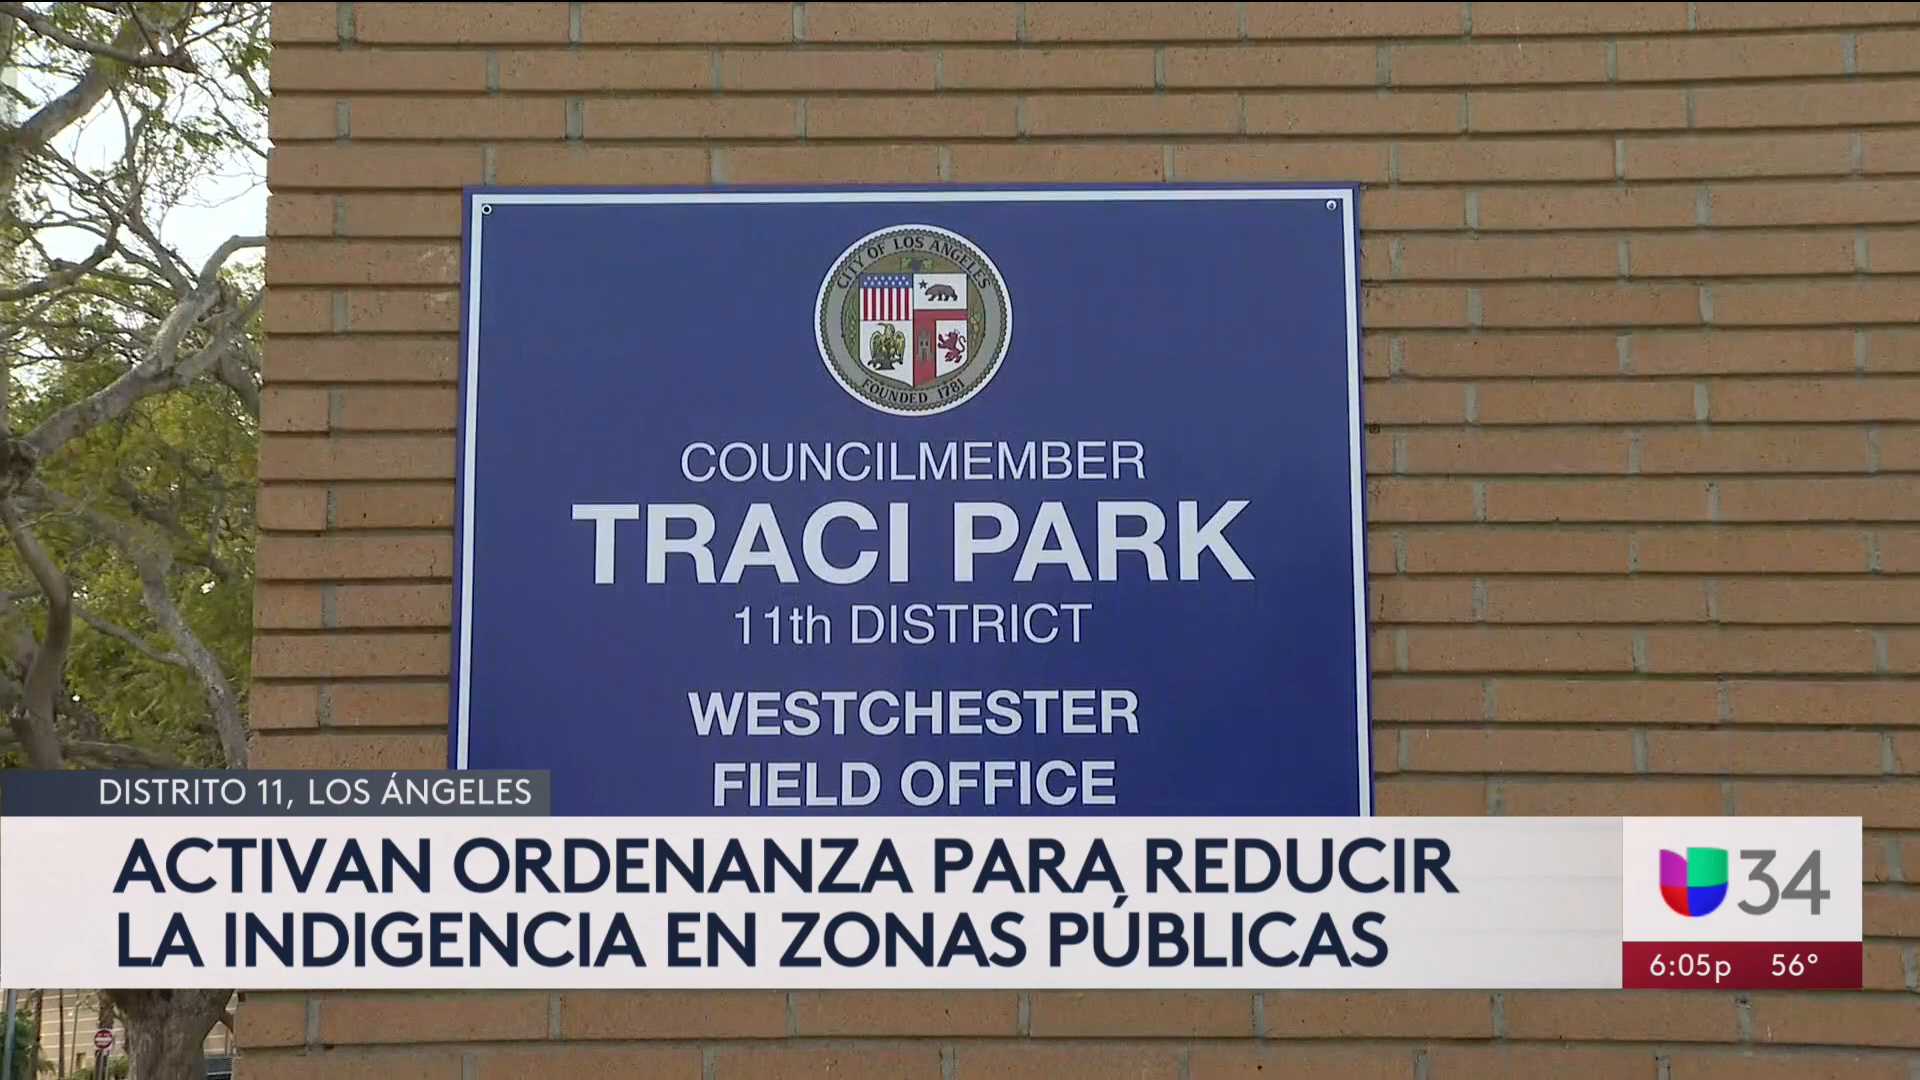 CITY OF LOS ANGELES
FOUNDED 1781
COUNCILMEMBER
TRACI PARK
11th DISTRICT
WESTCHESTER
FIELD OFFICE
DISTRITO 11, LOS ÁNGELES
ACTIVAN ORDENANZA PARA REDUCIR
LA INDIGENCIA EN ZONAS PÚBLICAS
34
6:05p 56°